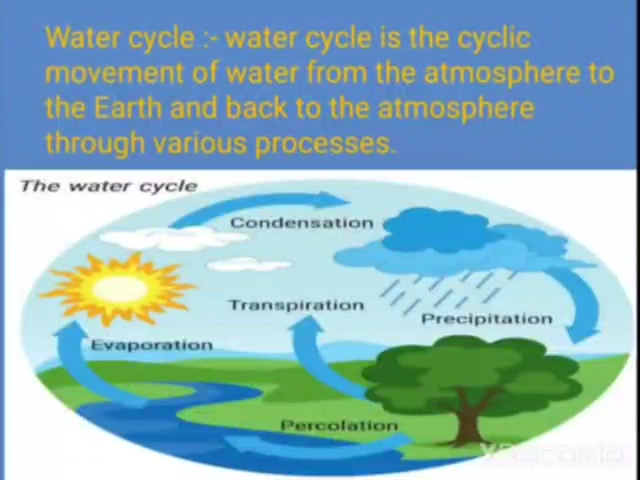 Water cycle :- water cycle is the cyclic
movement of water from the atmosphere to
the Earth and back to the atmosphere
through various processes.
The water cycle
Condensation
Transpiration
Precipitation
Evaporation
Percolation